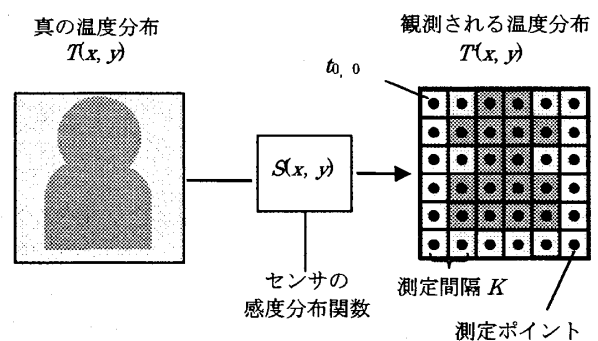 真の温度分布
T(x, y)
観測される温度分布
T'(x, y)
t0, 0
S(x, y)
センサの
感度分布関数
測定間隔 K
測定ポイント